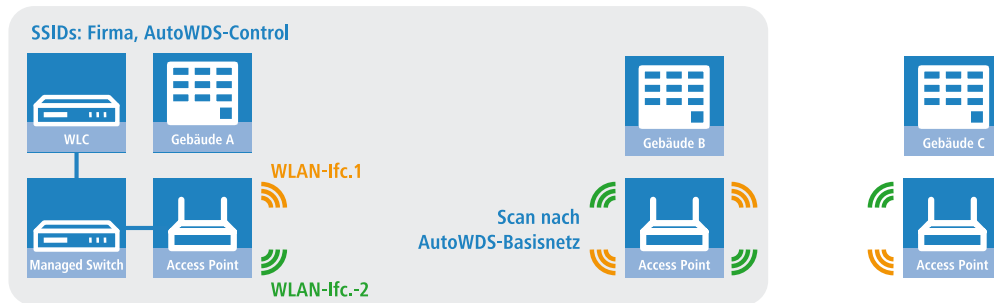 SSIDs: Firma, AutoWDS-Control
WLC
Gebäude A
Gebäude B
Gebäude C
WLAN-Ifc.1
Scan nach
AutoWDS-Basisnetz
Managed Switch
Access Point
Access Point
Access Point
WLAN-Ifc.-2